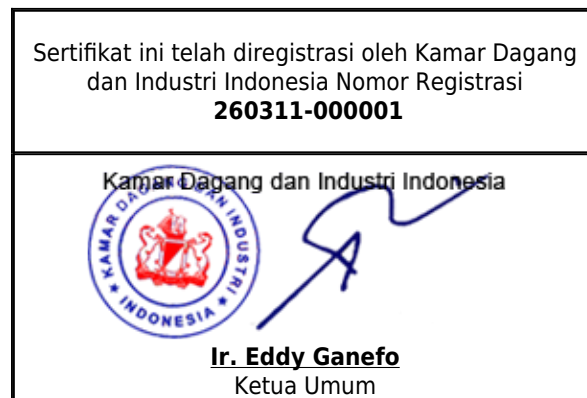 Sertifikat ini telah diregistrasi oleh Kamar Dagang
dan Industri Indonesia Nomor Registrasi
260311-000001
Kamar Dagang dan Industri Indonesia
KAMAR DAGANG DAN INDUSTRI
INDONESIA
Ir. Eddy Ganefo
Ketua Umum